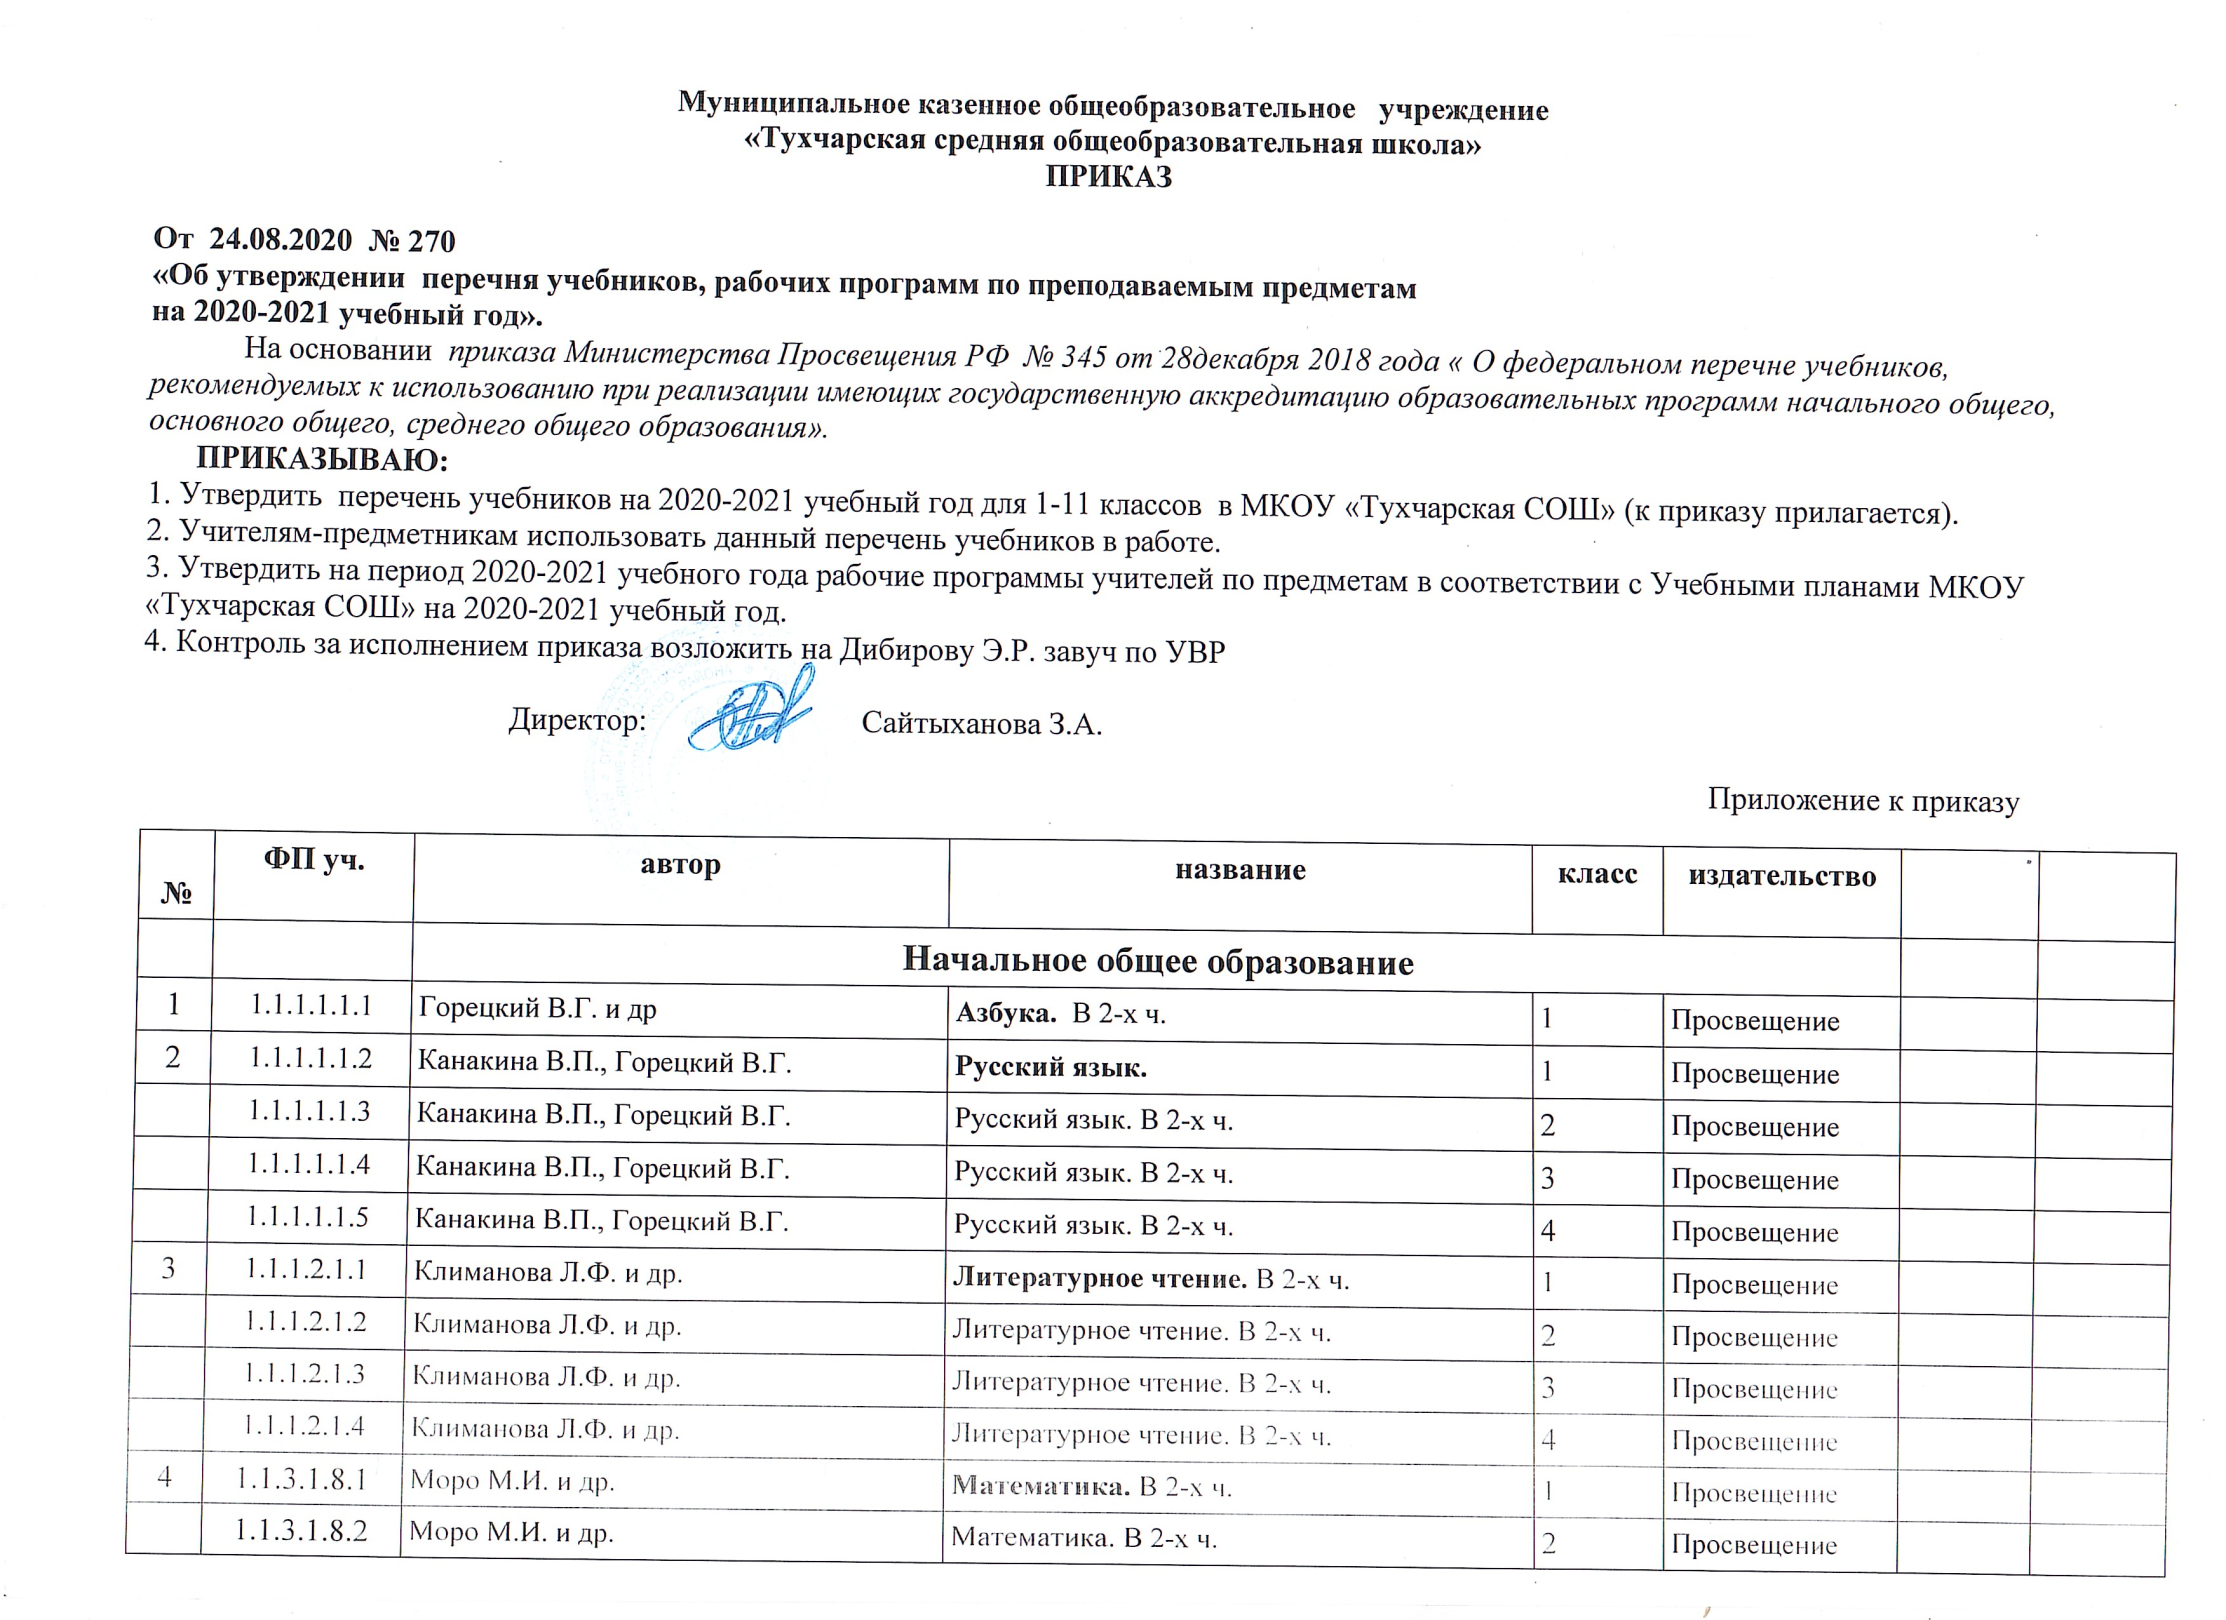 Муниципальное казенное общеобразовательное учреждение
«Тухчарская средняя общеобразовательная школа»
ПРИКАЗ
От 24.08.2020 № 270
«Об утверждении перечня учебников, рабочих программ по преподаваемым предметам
на 2020-2021 учебный год».
На основании приказа Министерства Просвещения РФ № 345 от 28декабря 2018 года « О федеральном перечне учебников,
рекомендуемых к использованию при реализации имеющих государственную аккредитацию образовательных программ начального общего,
основного общего, среднего общего образования».
ПРИКАЗЫВАЮ:
1. Утвердить перечень учебников на 2020-2021 учебный год для 1-11 классов в МКОУ «Тухчарская СОШ» (к приказу прилагается).
2. Учителям-предметникам использовать данный перечень учебников в работе.
3. Утвердить на период 2020-2021 учебного года рабочие программы учителей по предметам в соответствии с Учебными планами МКОУ
«Тухчарская СОШ» на 2020-2021 учебный год.
4. Контроль за исполнением приказа возложить на Дибирову Э.Р. завуч по УВР
Директор: Сайтыханова З.А.
Приложение к приказу
№ ФП уч. автор название класс издательство
Начальное общее образование
1 1.1.1.1.1.1 Горецкий В.Г. и др Азбука. В 2-х ч. 1 Просвещение
2 1.1.1.1.1.2 Канакина В.П., Горецкий В.Г. Русский язык. 1 Просвещение
1.1.1.1.1.3 Канакина В.П., Горецкий В.Г. Русский язык. В 2-х ч. 2 Просвещение
1.1.1.1.1.4 Канакина В.П., Горецкий В.Г. Русский язык. В 2-х ч. 3 Просвещение
1.1.1.1.1.5 Канакина В.П., Горецкий В.Г. Русский язык. В 2-х ч. 4 Просвещение
3 1.1.1.2.1.1 Климанова Л.Ф. и др. Литературное чтение. В 2-х ч. 1 Просвещение
1.1.1.2.1.2 Климанова Л.Ф. и др. Литературное чтение. В 2-х ч. 2 Просвещение
1.1.1.2.1.3 Климанова Л.Ф. и др. Литературное чтение. В 2-х ч. 3 Просвещение
1.1.1.2.1.4 Климанова Л.Ф. и др. Литературное чтение. В 2-х ч. 4 Просвещение
4 1.1.3.1.8.1 Моро М.И. и др. Математика. В 2-х ч. 1 Просвещение
1.1.3.1.8.2 Моро М.И. и др. Математика. В 2-х ч. 2 Просвещение